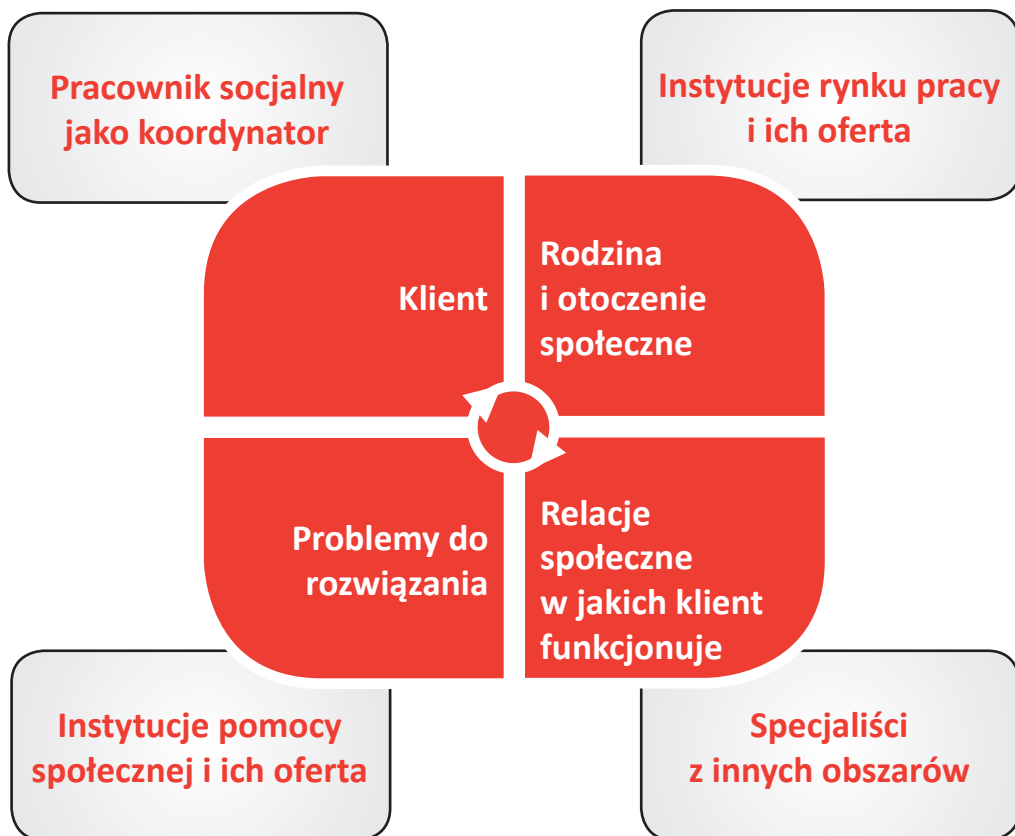 Pracownik socjalny
jako koordynator
Instytucje rynku pracy
i ich oferta
Klient
Rodzina
i otoczenie
społeczne
Problemy do
rozwiązania
Relacje
społeczne
w jakich klient
funkcjonuje
Instytucje pomocy
społecznej i ich oferta
Specjaliści
z innych obszarów